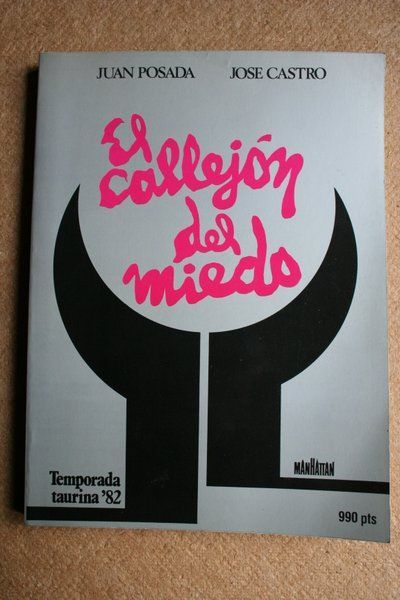 JUAN POSADA JOSE CASTRO
El
callejón
del
miedo
Temporada
taurina '82
MANHATTAN
990 pts